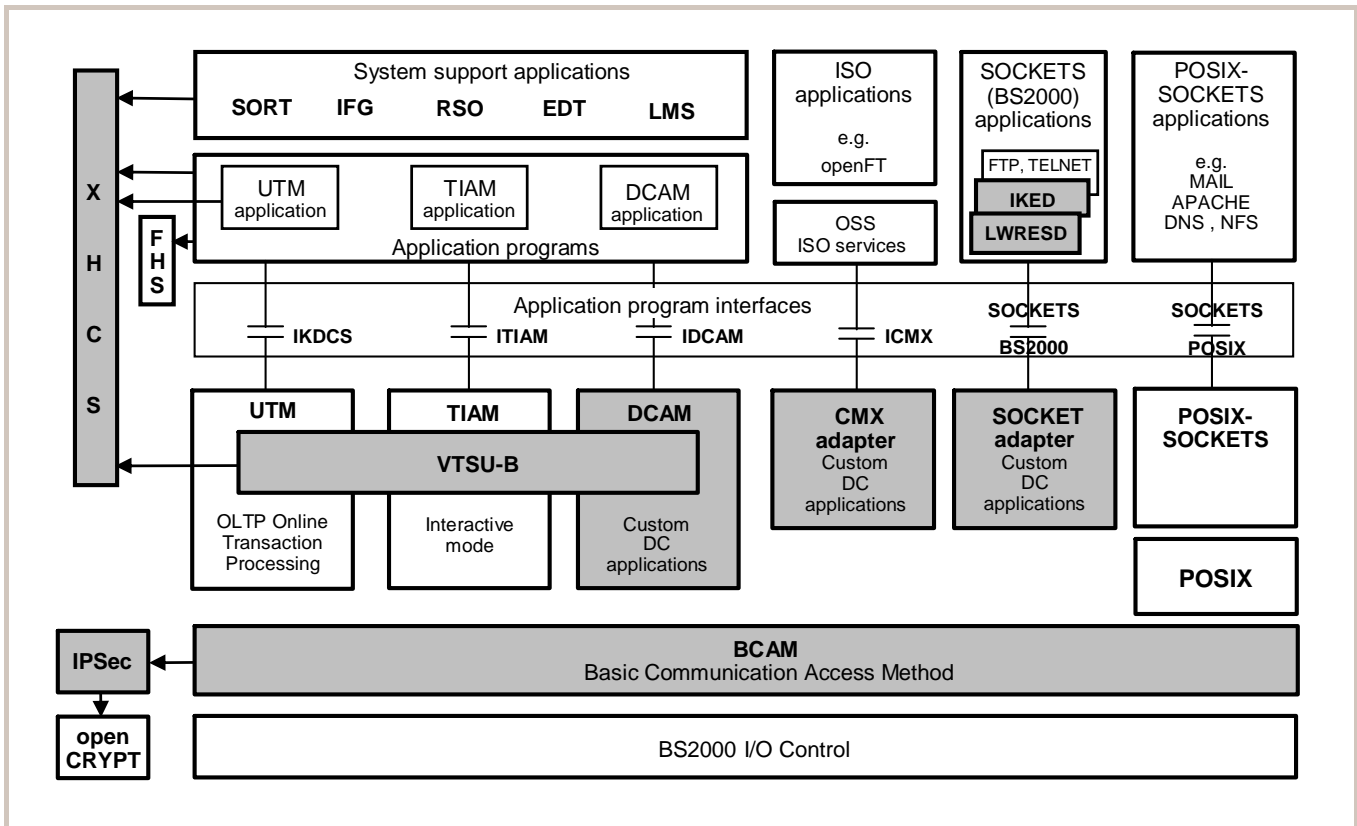 System support applications
SORT IFG RSO EDT LMS
ISO
applications
e.g.
openFT
SOCKETS
(BS2000)
applications
FTP, TELNET
IKED
LWRESD
POSIX-
SOCKETS
applications
e.g.
MAIL
APACHE
DNS , NFS
X
H
C
S
F
H
S
UTM
application
TIAM
application
DCAM
application
Application programs
OSS
ISO services
Application program interfaces
IKDCS
ITIAM
IDCAM
ICMX
SOCKETS
BS2000
SOCKETS
POSIX
UTM
TIAM
DCAM
VTSU-B
OLTP Online
Transaction
Processing
Interactive
mode
Custom
DC
applications
CMX
adapter
Custom
DC
applications
SOCKET
adapter
Custom
DC
applications
POSIX-
SOCKETS
POSIX
IPSec
BCAM
Basic Communication Access Method
open
CRYPT
BS2000 I/O Control